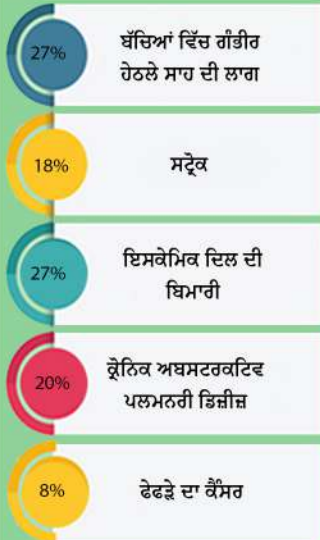 27%
ਬੱਚਿਆਂ ਵਿੱਚ ਗੰਭੀਰ
ਹੇਠਲੇ ਸਾਹ ਦੀ ਲਾਗ
18%
ਸਟ੍ਰੋਕ
27%
ਇਸਕੇਮਿਕ ਦਿਲ ਦੀ
ਬਿਮਾਰੀ
20%
ਕ੍ਰੋਨਿਕ ਅਬਸਟਰਕਟਿਵ
ਪਲਮਨਰੀ ਡਿਜ਼ੀਜ਼
8%
ਫੇਫੜੇ ਦਾ ਕੈਂਸਰ